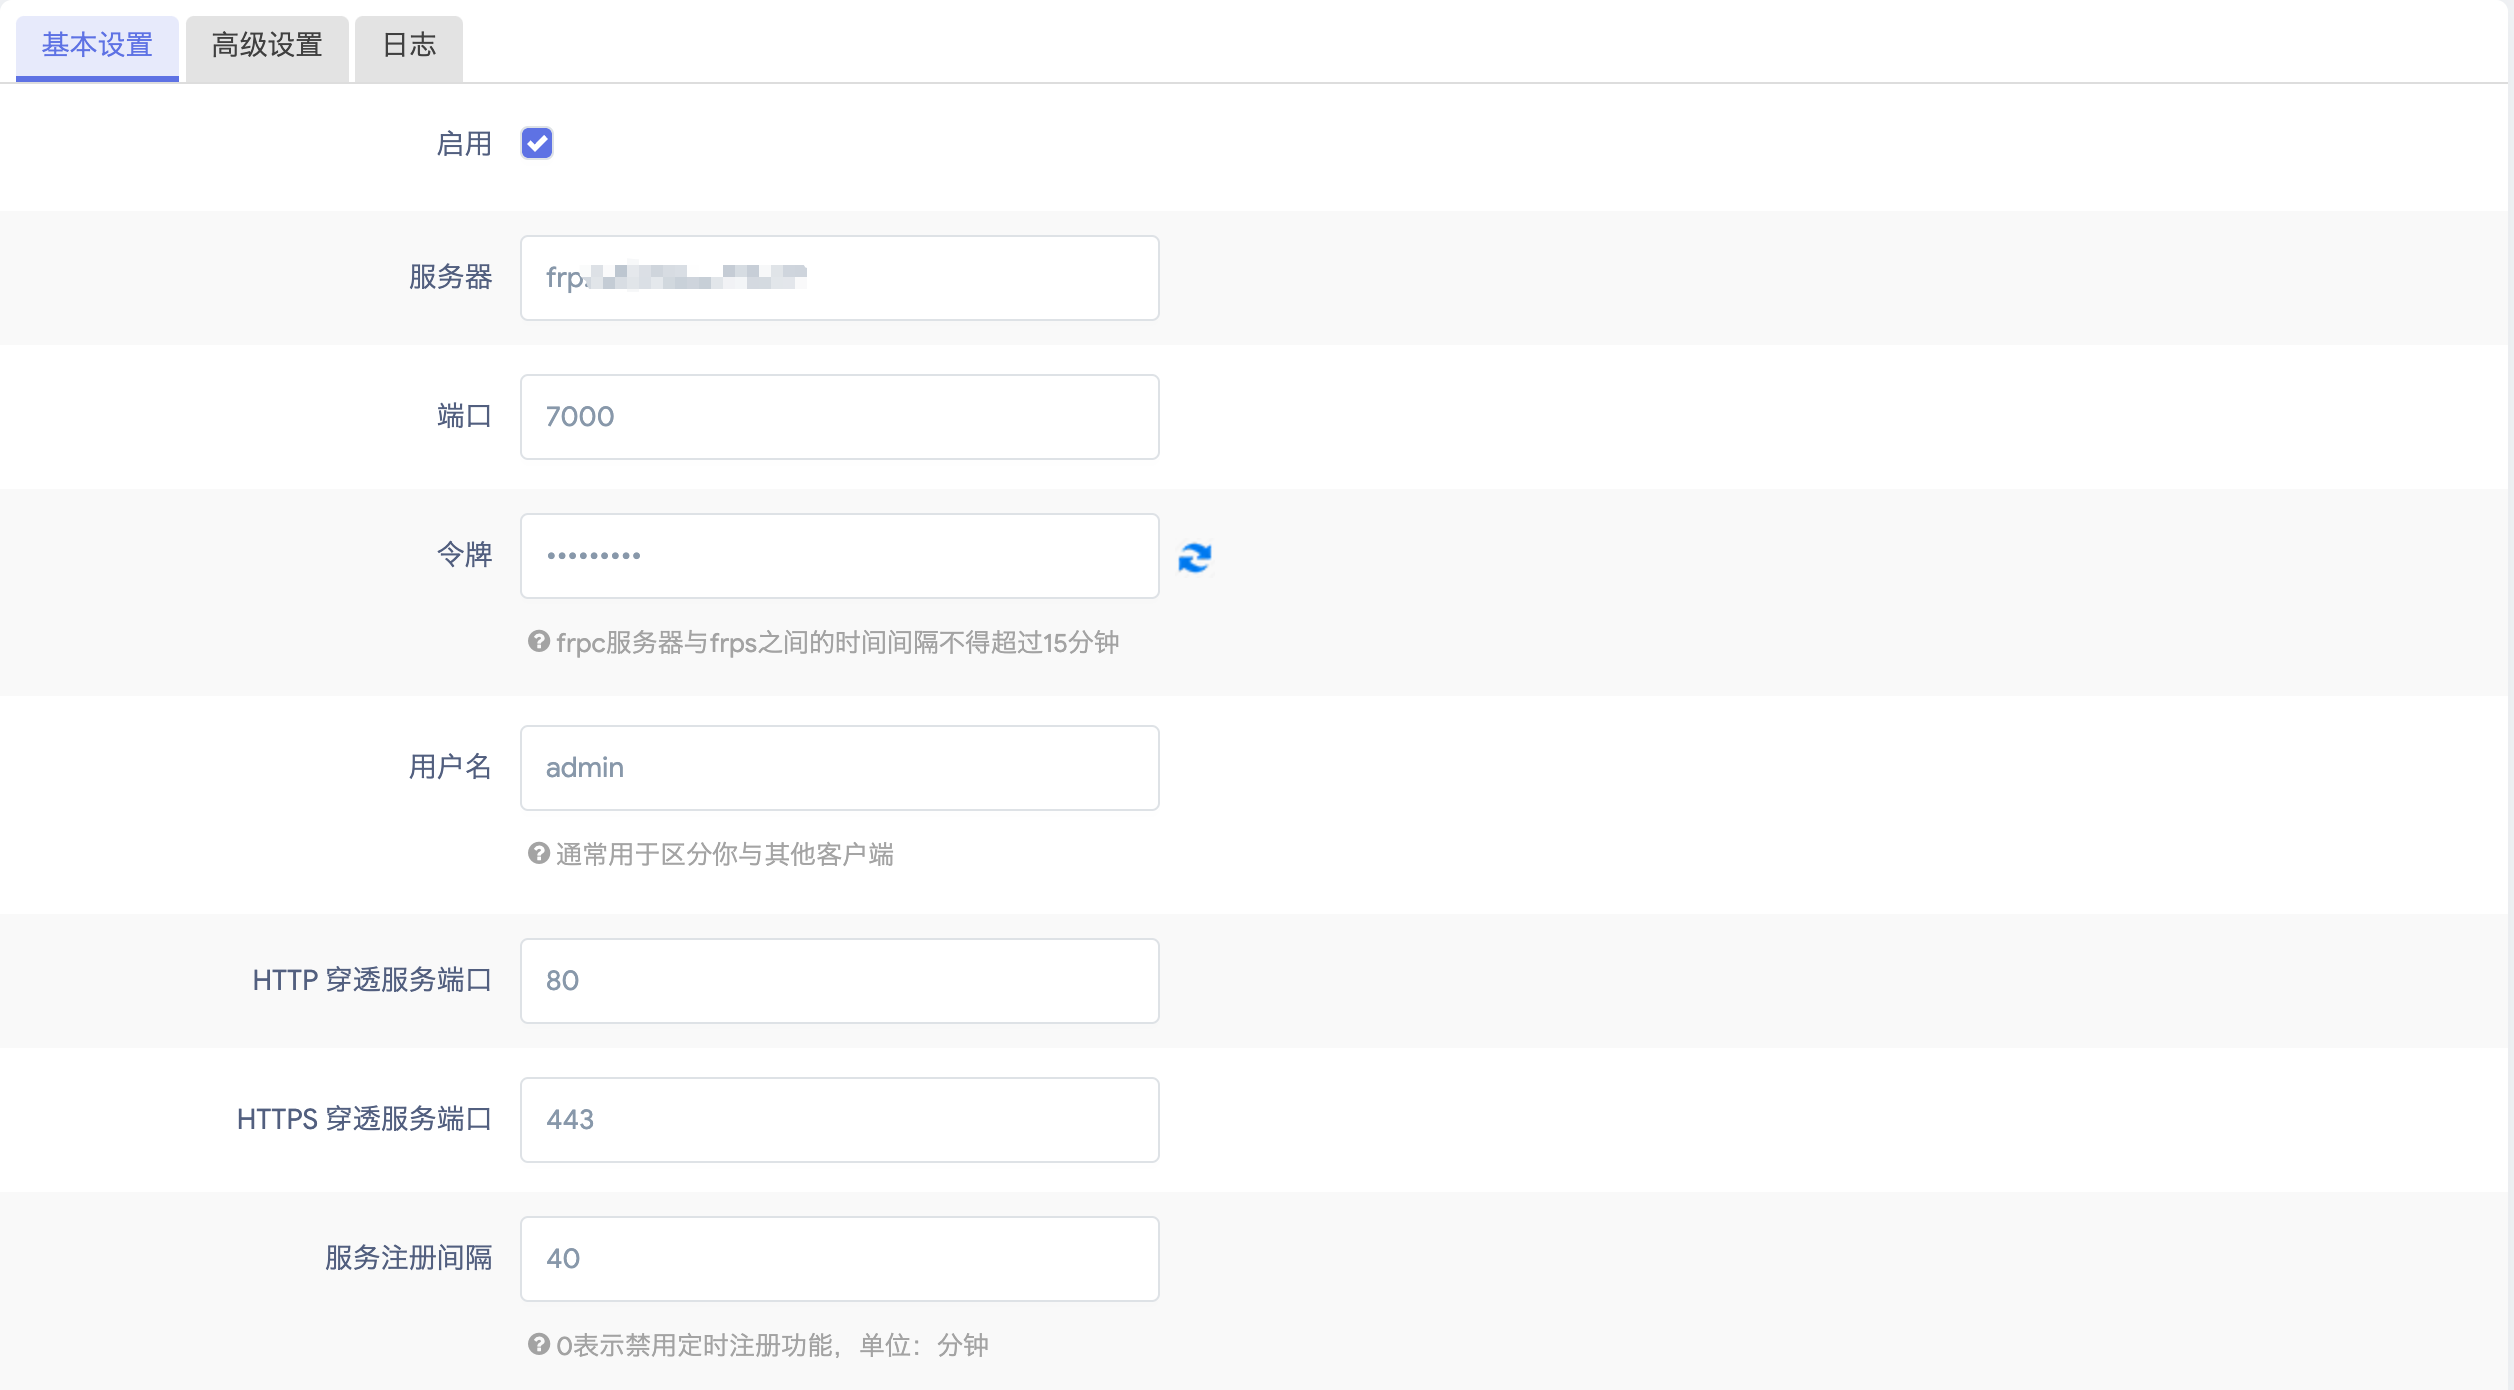 基本设置 高级设置 日志
启用
服务器 frp
端口 7000
令牌 •••••••••
frpc服务器与frps之间的时间间隔不得超过15分钟
用户名 admin
通常用于区分你与其他客户端
HTTP 穿透服务端口 80
HTTPS 穿透服务端口 443
服务注册间隔 40
0表示禁用定时注册功能，单位：分钟